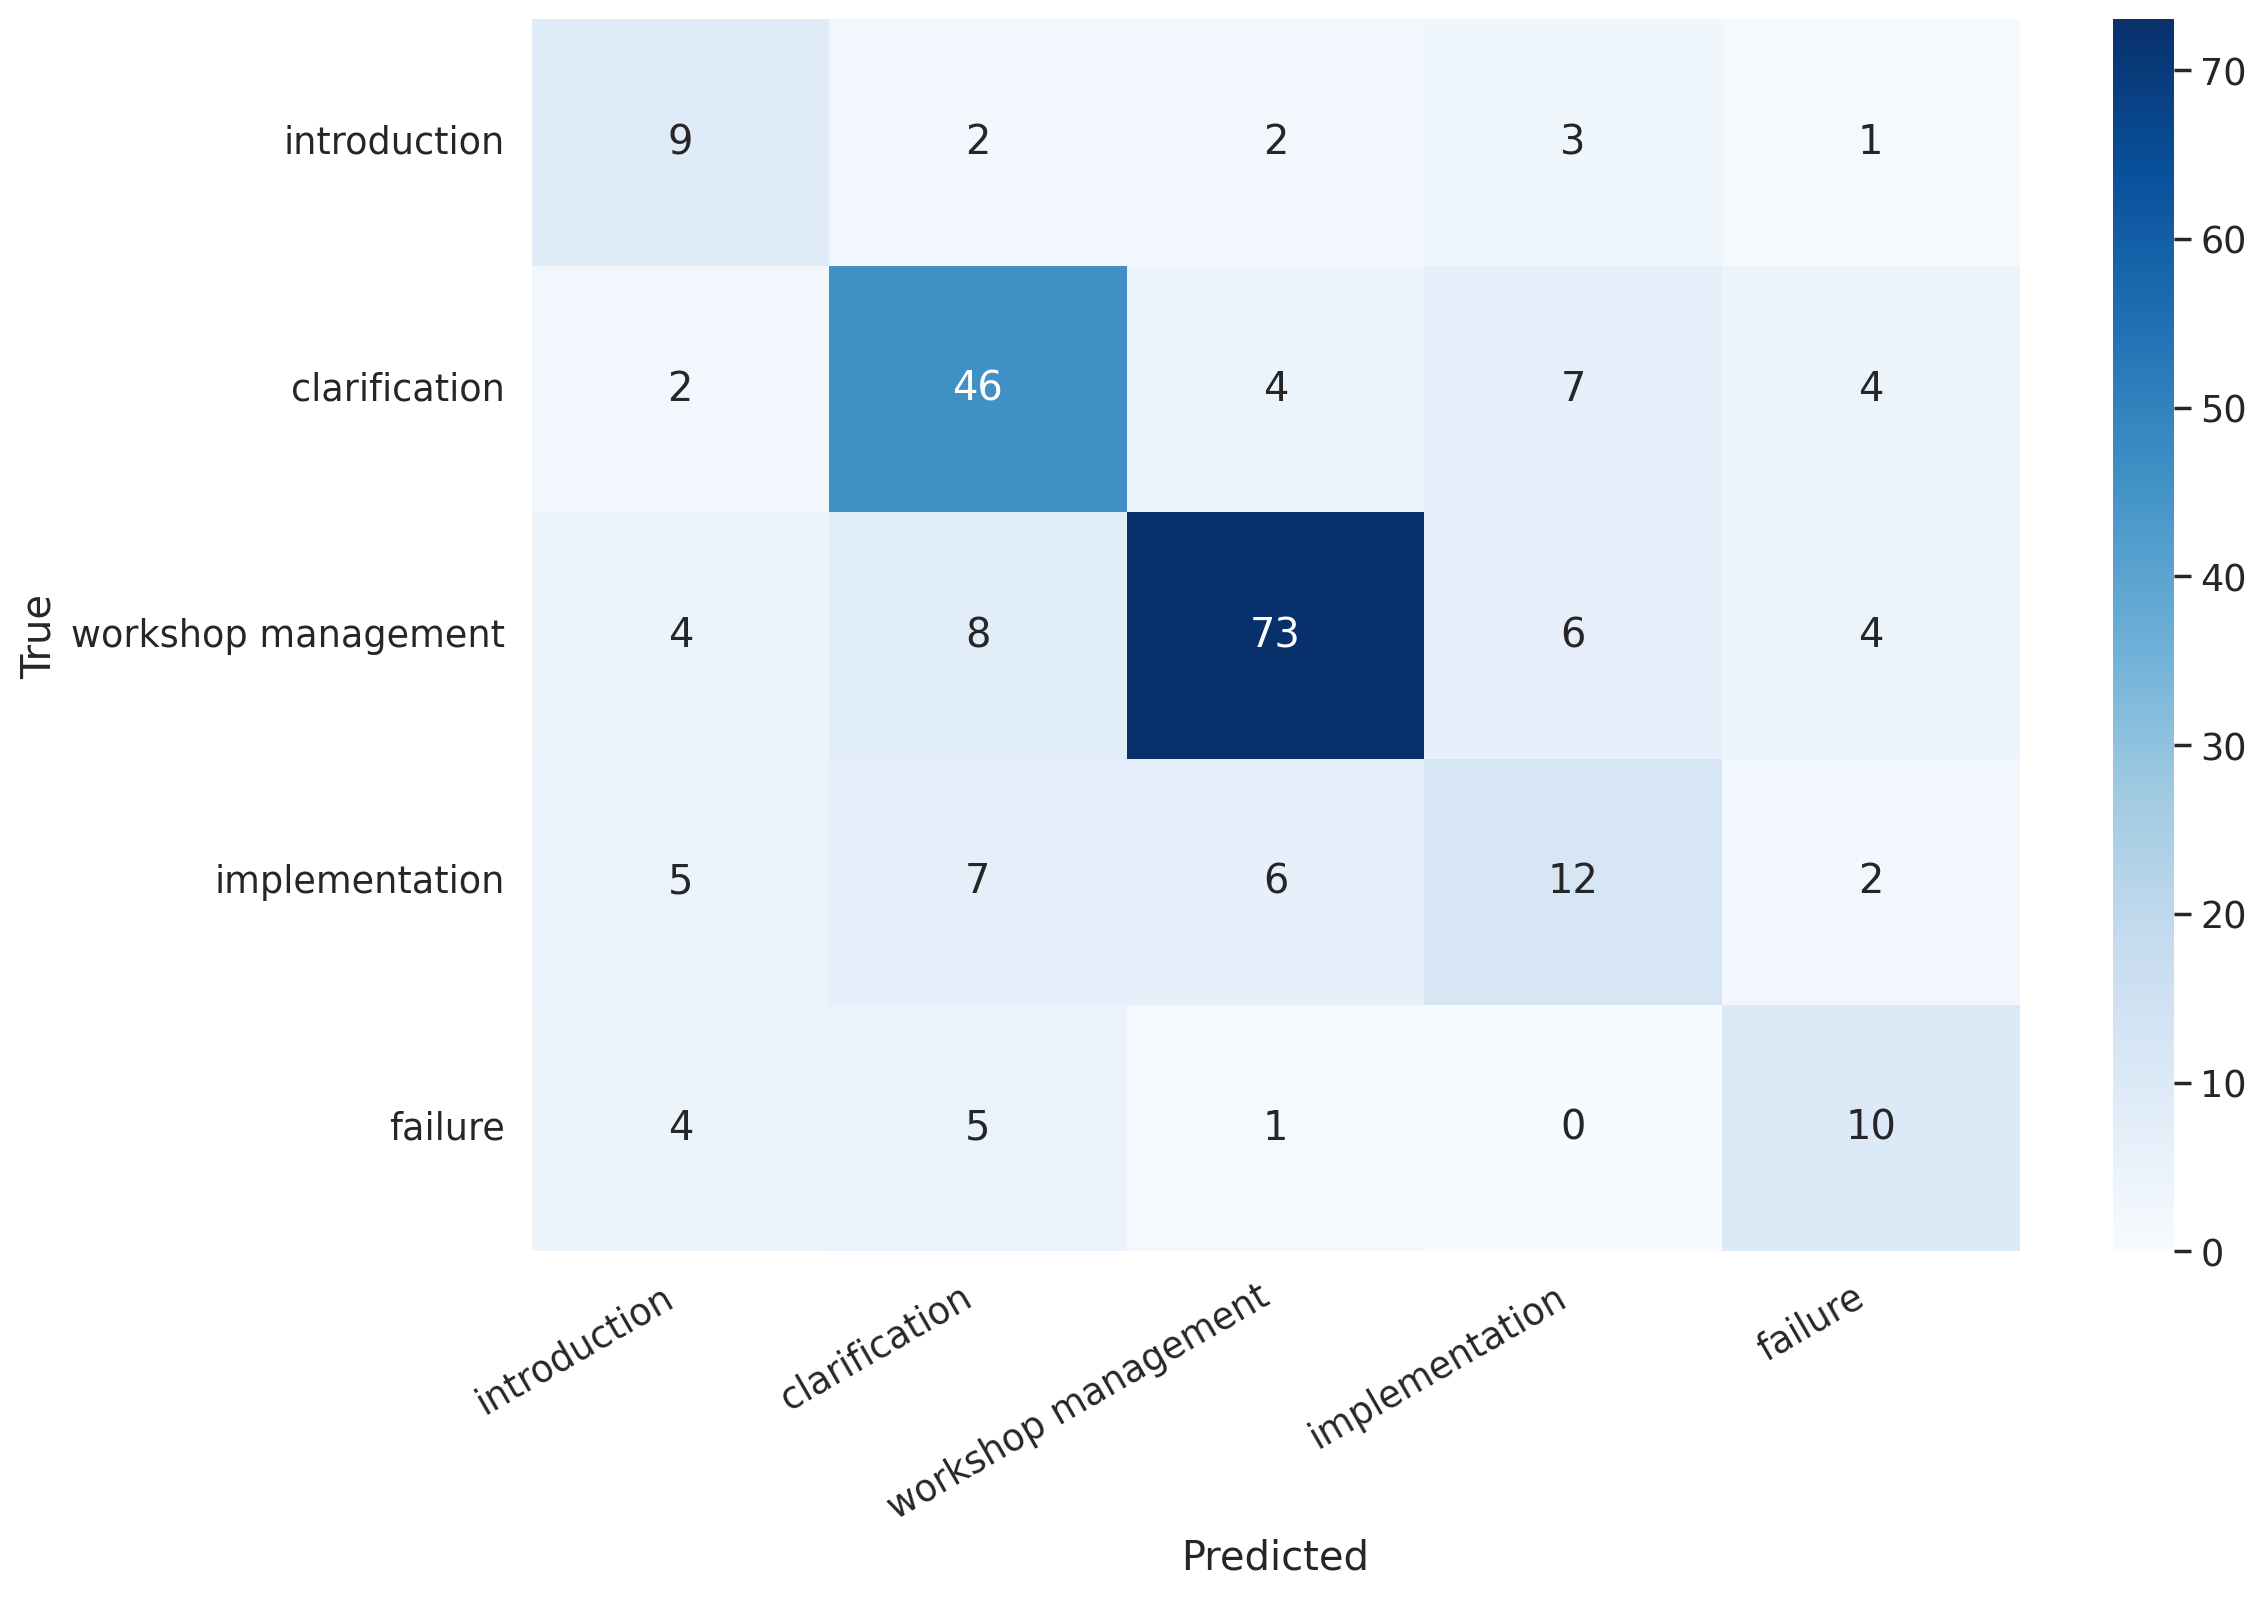 introduction 9 2 2 3 1
clarification 2 46 4 7 4
workshop management 4 8 73 6 4
implementation 5 7 6 12 2
failure 4 5 1 0 10
True
introduction clarification workshop management implementation failure
Predicted
70
60
50
40
30
20
10
0